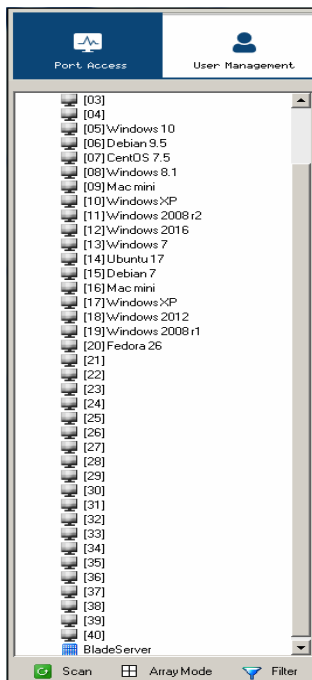 Port Access
User Management
[03]
[04]
[05]Windows 10
[06]Debian 9.5
[07]CentOS 7.5
[08]Windows 8.1
[09]Mac mini
[10]WindowsXP
[11]Windows 2008 r2
[12]Windows 2016
[13]Windows 7
[14]Ubuntu 17
[15]Debian 7
[16]Mac mini
[17]WindowsXP
[18]Windows 2012
[19]Windows 2008 r1
[20]Fedora 26
[21]
[22]
[23]
[24]
[25]
[26]
[27]
[28]
[29]
[30]
[31]
[32]
[33]
[34]
[35]
[36]
[37]
[38]
[39]
[40]
BladeServer
Scan
Array Mode
Filter